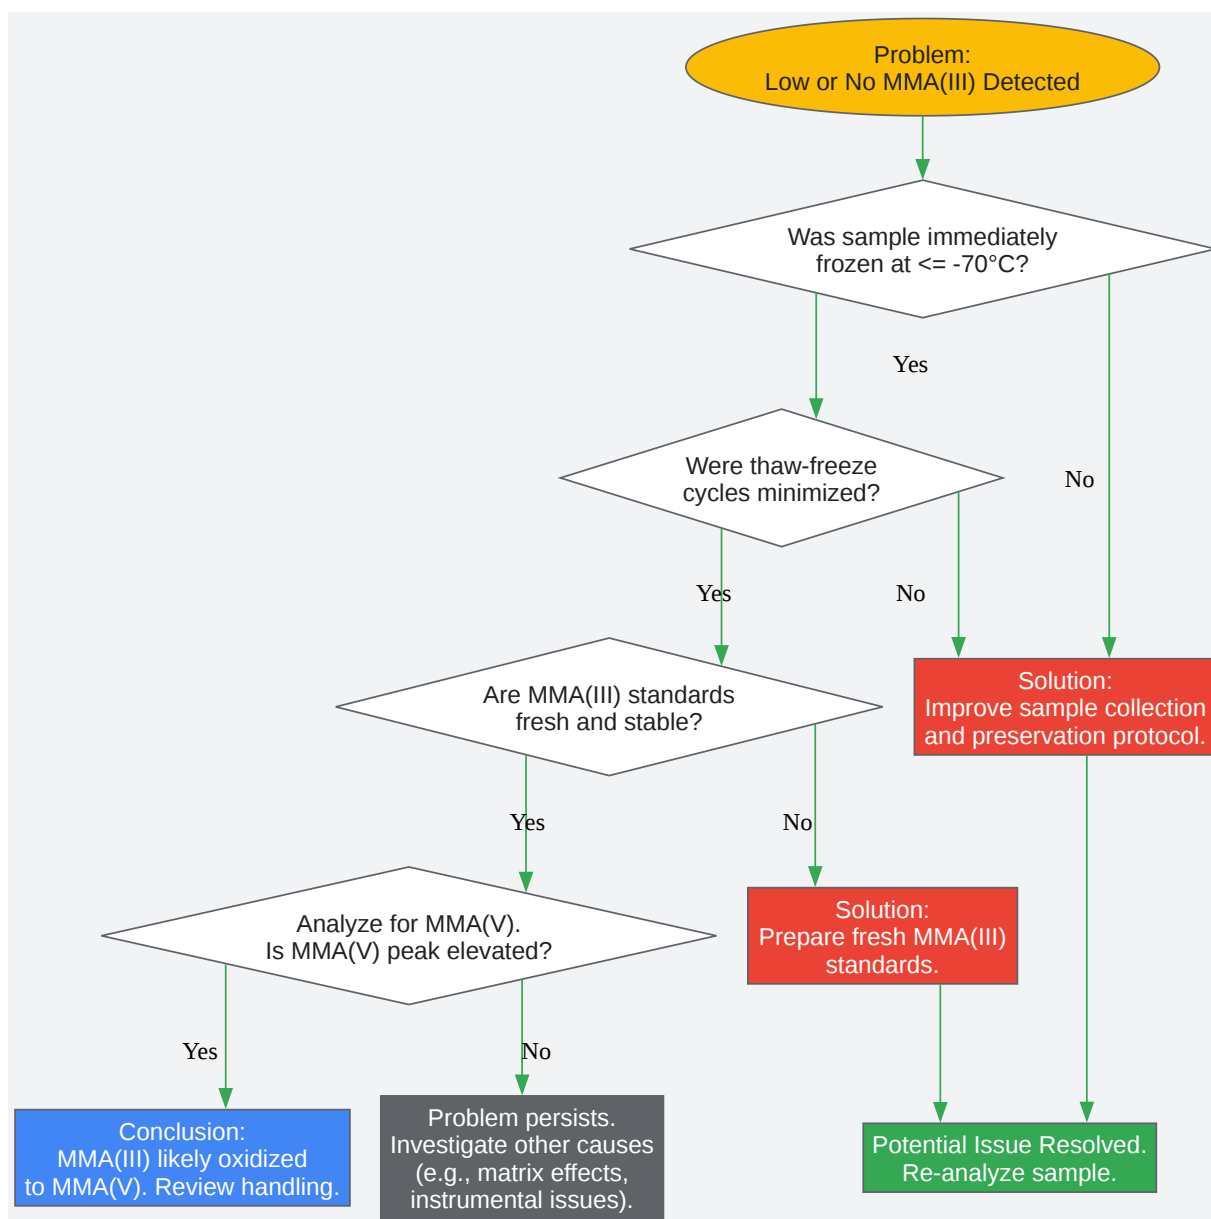 Problem:
Low or No MMA(III) Detected
Was sample immediately
frozen at <= -70°C?
Yes
No
Were thaw-freeze
cycles minimized?
Yes
No
Are MMA(III) standards
fresh and stable?
Solution:
Improve sample collection
and preservation protocol.
Yes
No
Analyze for MMA(V).
Is MMA(V) peak elevated?
Solution:
Prepare fresh MMA(III)
standards.
Yes
No
Conclusion:
MMA(III) likely oxidized
to MMA(V). Review handling.
Problem persists.
Investigate other causes
(e.g., matrix effects,
instrumental issues).
Potential Issue Resolved.
Re-analyze sample.